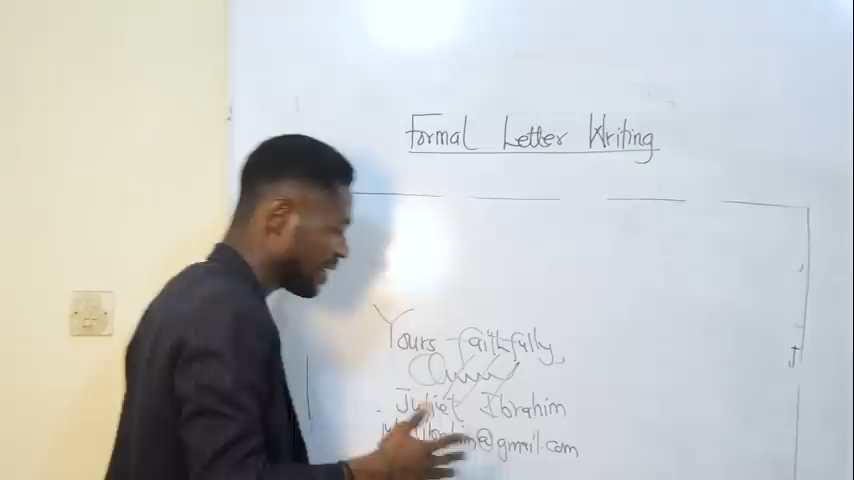 Formal Letter Writing
Yours faithfully,
Juliet Ibrahim
@gmail.com